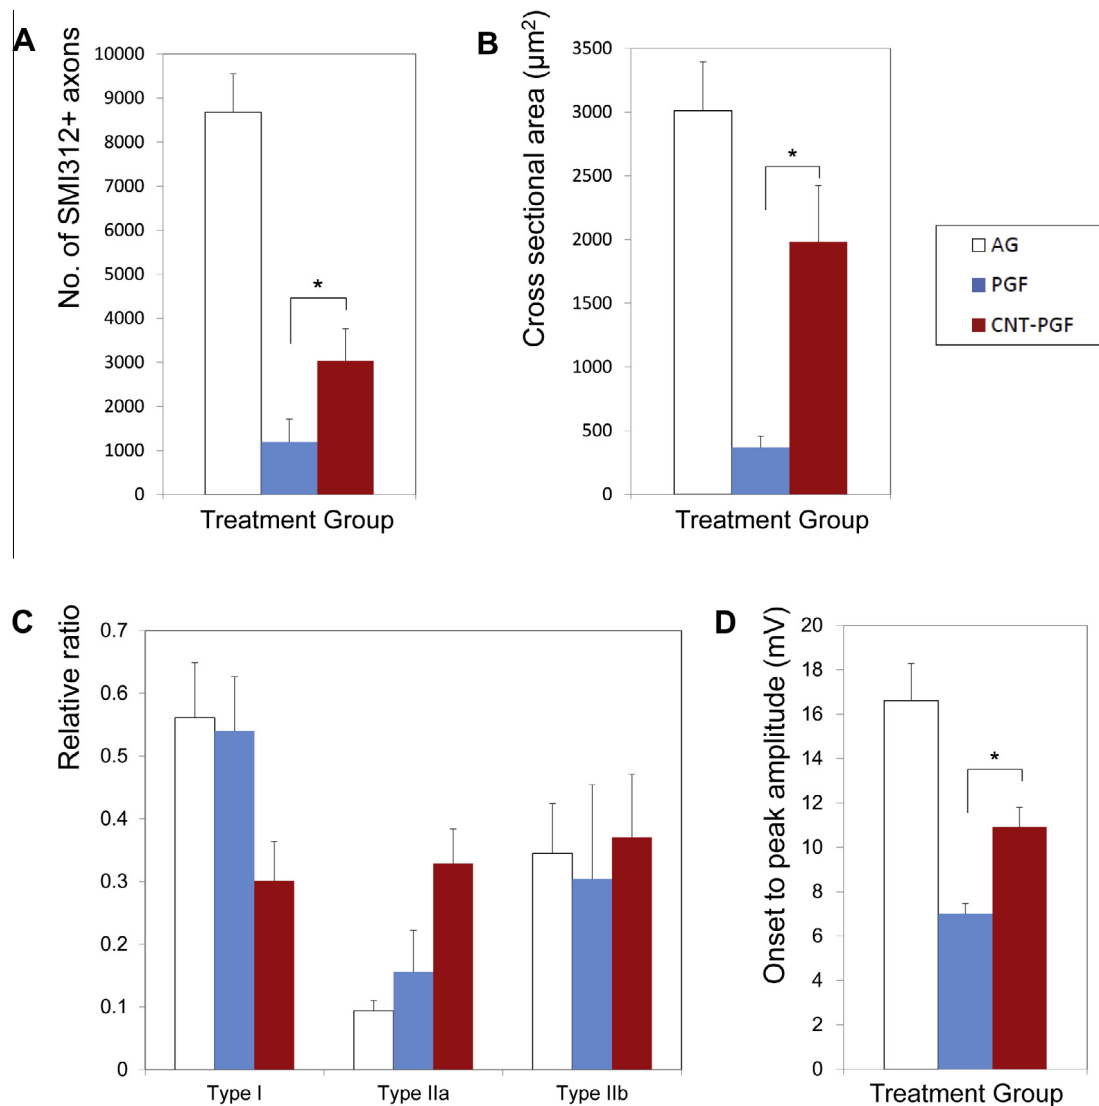 A
No. of SMI312+ axons
10000
9000
8000
7000
6000
5000
4000
3000
2000
1000
0
*
Treatment Group
B
Cross sectional area (µm²)
3500
3000
2500
2000
1500
1000
500
0
*
Treatment Group
AG
PGF
CNT-PGF
C
Relative ratio
0.7
0.6
0.5
0.4
0.3
0.2
0.1
0
Type I Type IIa Type IIb
D
Onset to peak amplitude (mV)
20
18
16
14
12
10
8
6
4
2
0
*
Treatment Group